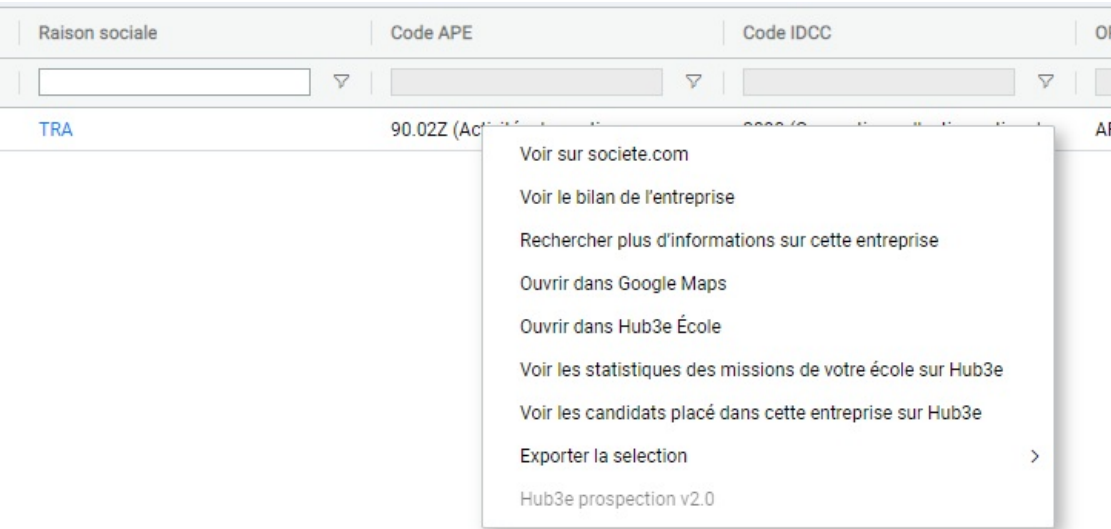 Raison sociale
Code APE
Code IDCC
TRA
90.02Z
Voir sur societe.com
Voir le bilan de l'entreprise
Rechercher plus d'informations sur cette entreprise
Ouvrir dans Google Maps
Ouvrir dans Hub3e École
Voir les statistiques des missions de votre école sur Hub3e
Voir les candidats placé dans cette entreprise sur Hub3e
Exporter la selection
Hub3e prospection v2.0